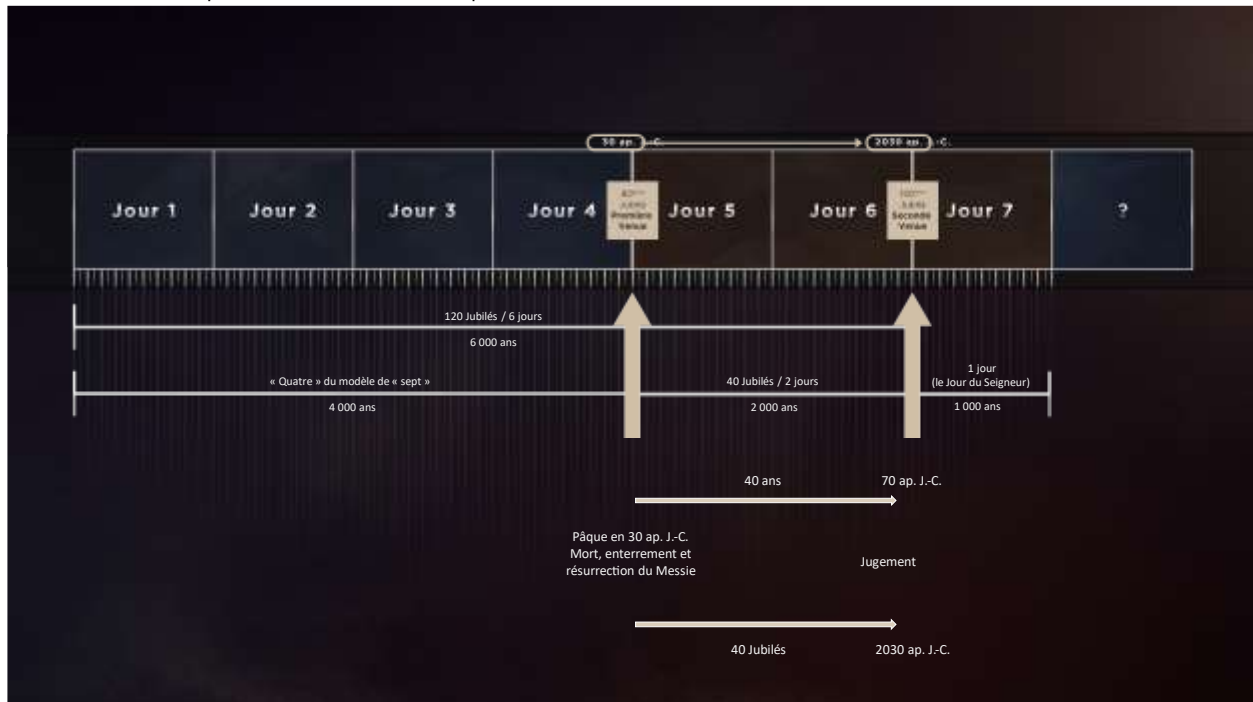 30 ap. J.-C.
2030 ap. J.-C.
Jour 1
Jour 2
Jour 3
Jour 4
Jubilé
Première
Venue
Jour 5
Jour 6
Jubilé
Seconde
Venue
Jour 7
?
120 Jubilés / 6 jours
6 000 ans
« Quatre » du modèle de « sept »
4 000 ans
40 Jubilés / 2 jours
2 000 ans
1 jour
(le Jour du Seigneur)
1 000 ans
40 ans
70 ap. J.-C.
Pâque en 30 ap. J.-C.
Mort, enterrement et
résurrection du Messie
Jugement
40 Jubilés
2030 ap. J.-C.